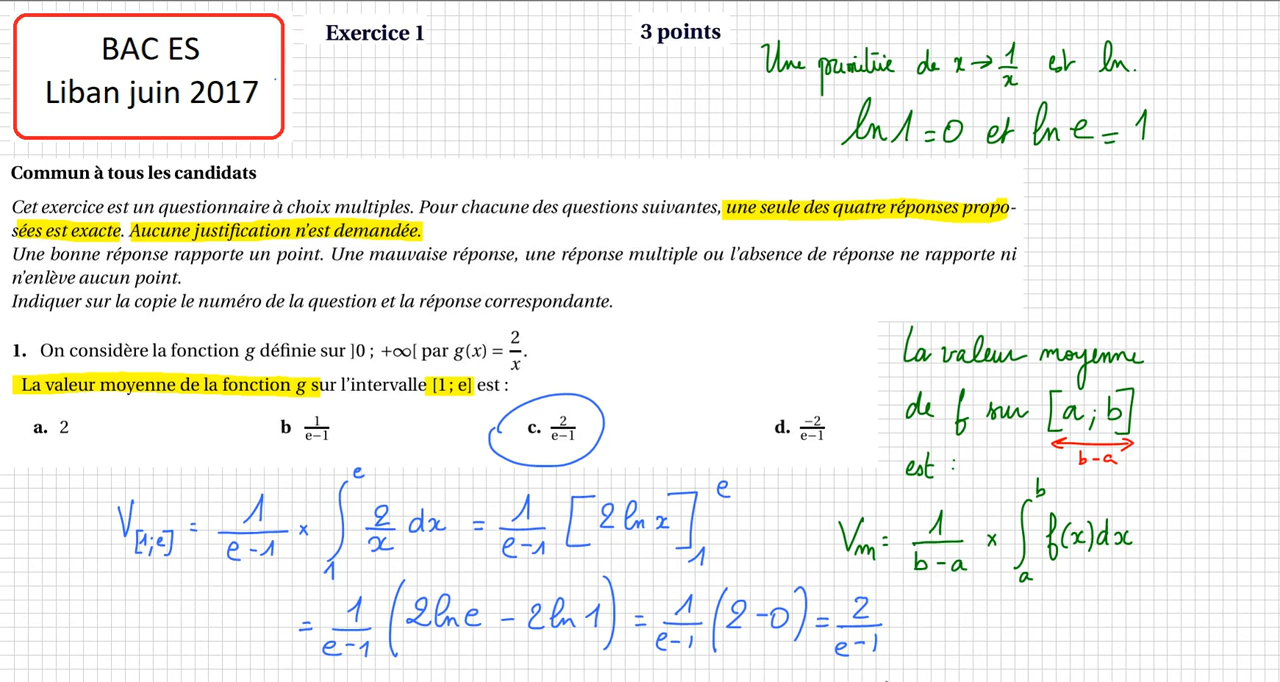 BAC ES
Liban juin 2017
Exercice 1
3 points
Une primitive de x → 1/x est ln.
ln 1 = 0 et ln e = 1
Commun à tous les candidats
Cet exercice est un questionnaire à choix multiples. Pour chacune des questions suivantes, une seule des quatre réponses propo-
sées est exacte. Aucune justification n'est demandée.
Une bonne réponse rapporte un point. Une mauvaise réponse, une réponse multiple ou l'absence de réponse ne rapporte ni
n'enlève aucun point.
Indiquer sur la copie le numéro de la question et la réponse correspondante.
1. On considère la fonction g définie sur ]0 ; +∞[ par g(x) = 2/x.
La valeur moyenne de la fonction g sur l'intervalle [1 ; e] est :
a. 2
b 1/(e−1)
c. 2/(e−1)
d. −2/(e−1)
La valeur moyenne
de f sur [a ; b]
b-a
est :
Vm = 1/(b-a) × ∫_a^b f(x)dx
V[1;e] = 1/(e-1) × ∫_1^e 2/x dx = 1/(e-1) [2 ln x]_1^e
= 1/(e-1) (2 ln e - 2 ln 1) = 1/(e-1) (2-0) = 2/(e-1)